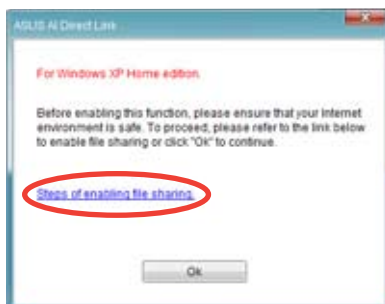 ASUS AI Direct Link
For Windows XP Home edition.
Before enabling this function, please ensure that your Internet
environment is safe. To proceed, please refer to the link below
to enable file sharing or click "Ok" to continue.
Steps of enabling file sharing.
Ok